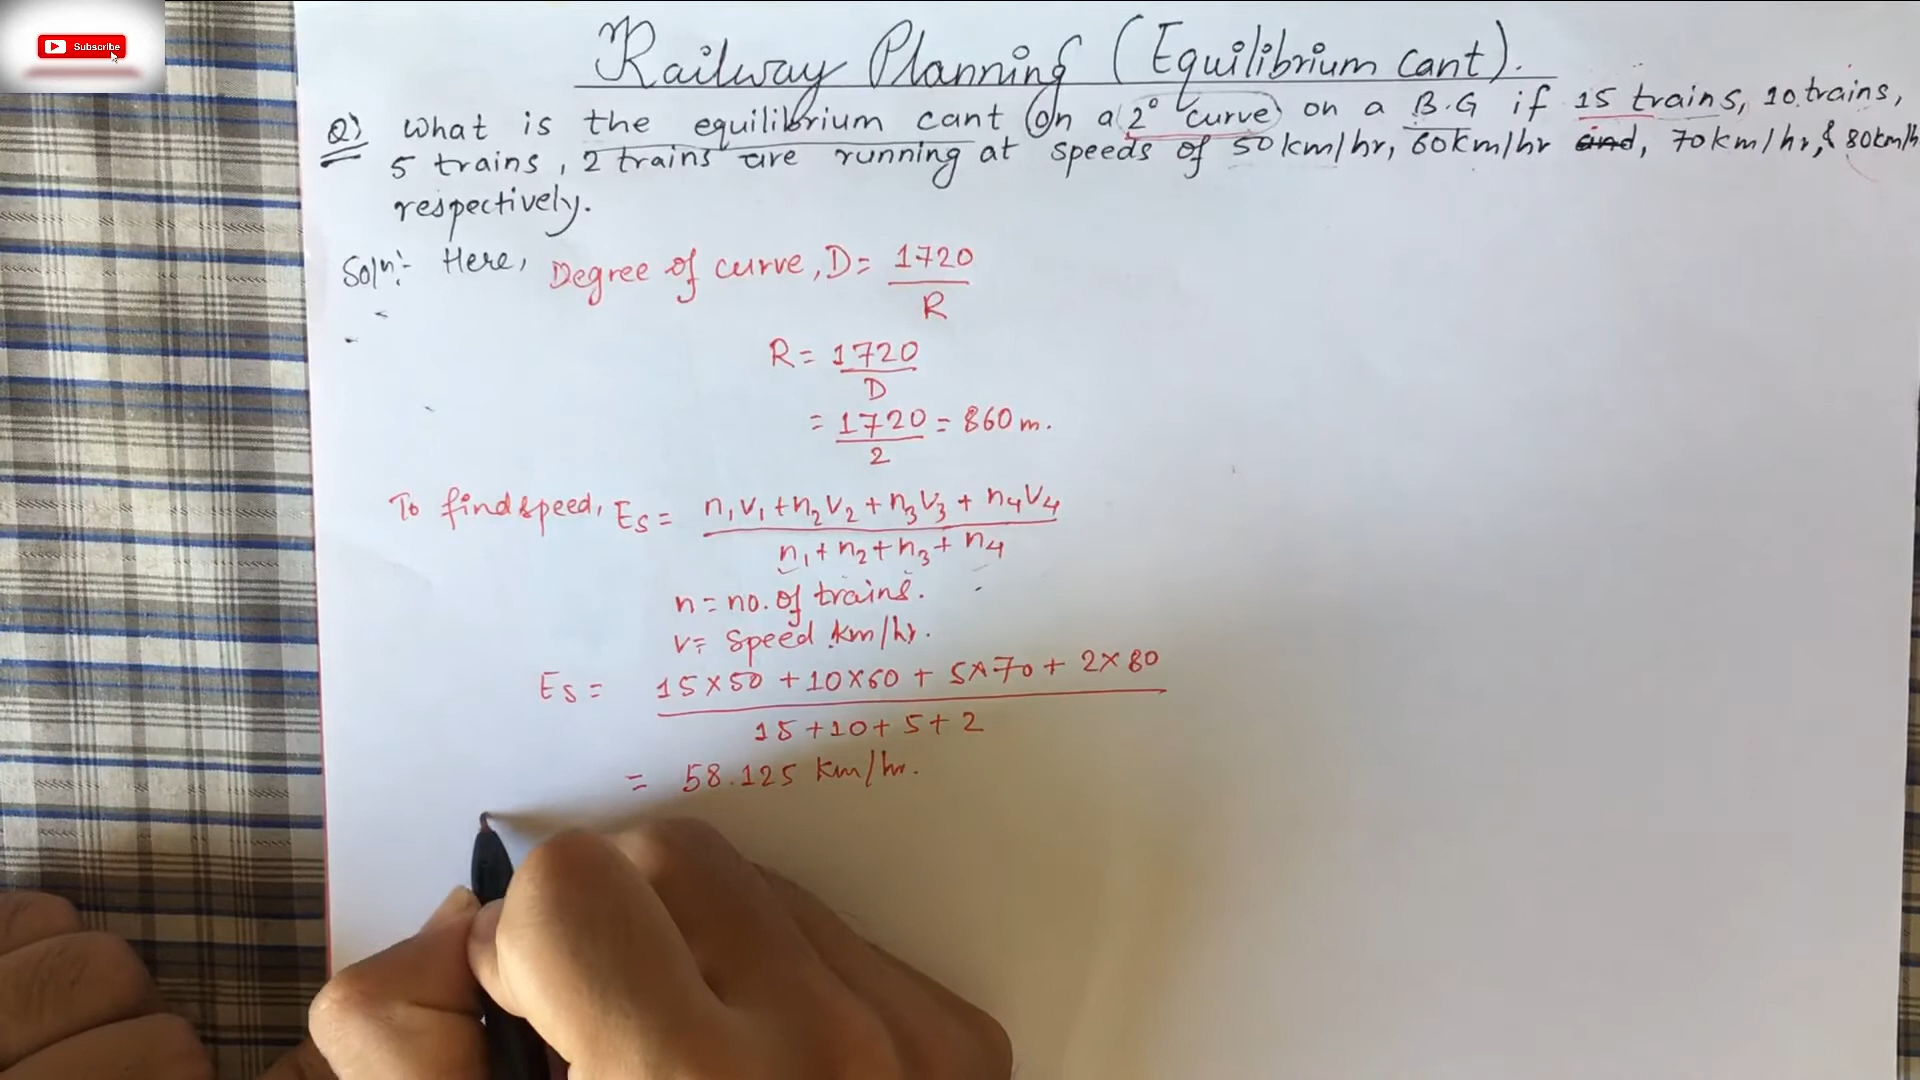 Subscribe
Railway Planning (Equilibrium cant).
Q) What is the equilibrium cant on a 2° curve on a B.G if 15 trains, 10 trains,
5 trains, 2 trains are running at speeds of 50km/hr, 60km/hr and, 70km/hr, & 80km/h
respectively.
Soln:- Here, Degree of curve, D = 1720
R
R = 1720
D
= 1720 = 860 m.
2
To find speed, Es = n₁v₁ + n₂v₂ + n₃v₃ + n₄v₄
n₁ + n₂ + n₃ + n₄
n = no. of trains.
v = speed km/hr.
Es = 15×50 + 10×60 + 5×70 + 2×80
15 + 10 + 5 + 2
= 58.125 km/hr.